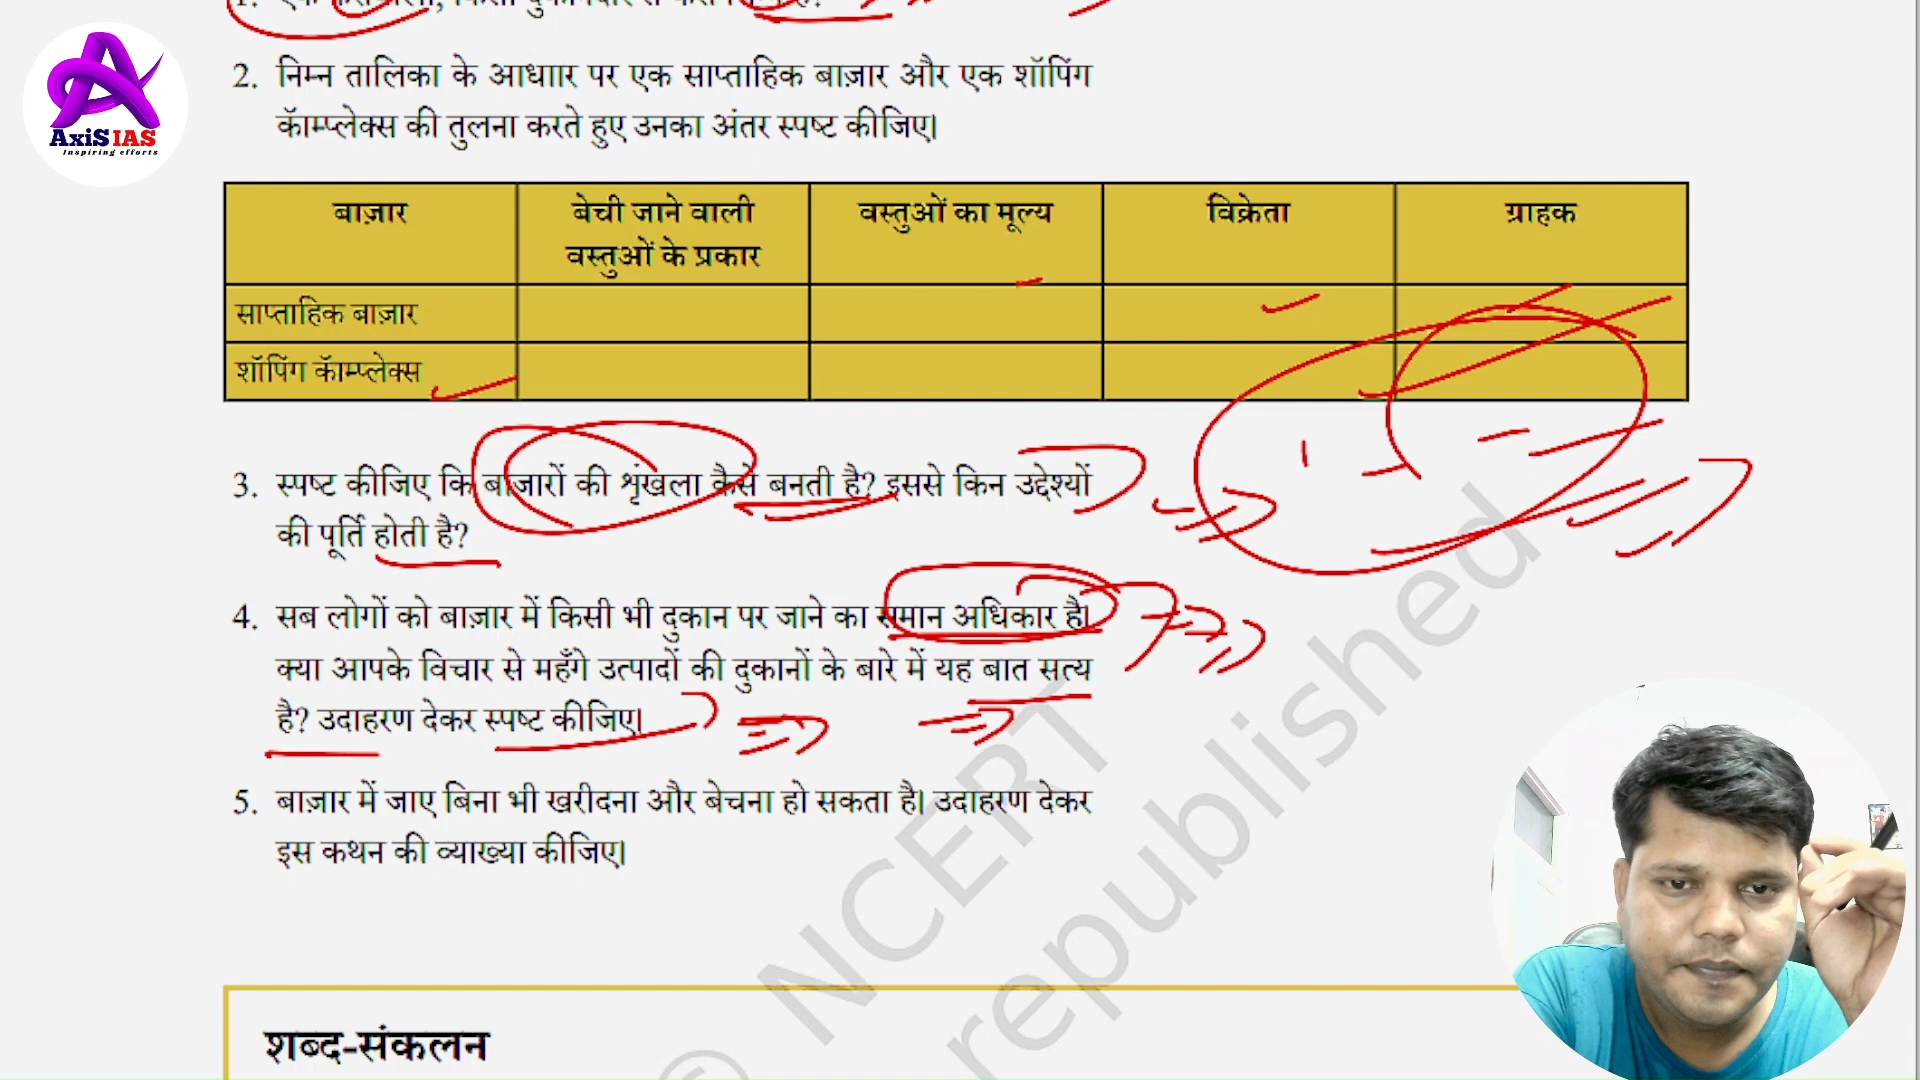 2. निम्न तालिका के आधाार पर एक साप्ताहिक बाज़ार और एक शॉपिंग
कॅाम्प्लेक्स की तुलना करते हुए उनका अंतर स्पष्ट कीजिए।
AxiS IAS
Inspiring efforts
बाज़ार
बेची जाने वाली
वस्तुओं के प्रकार
वस्तुओं का मूल्य
विक्रेता
ग्राहक
साप्ताहिक बाज़ार
शॉपिंग कॅाम्प्लेक्स
3. स्पष्ट कीजिए कि बाजारों की शृंखला कैसे बनती है? इससे किन उद्देश्यों
की पूर्ति होती है?
4. सब लोगों को बाज़ार में किसी भी दुकान पर जाने का समान अधिकार है।
क्या आपके विचार से महँगे उत्पादों की दुकानों के बारे में यह बात सत्य
है? उदाहरण देकर स्पष्ट कीजिए।
5. बाज़ार में जाए बिना भी खरीदना और बेचना हो सकता है। उदाहरण देकर
इस कथन की व्याख्या कीजिए।
© NCERT
republished
शब्द-संकलन